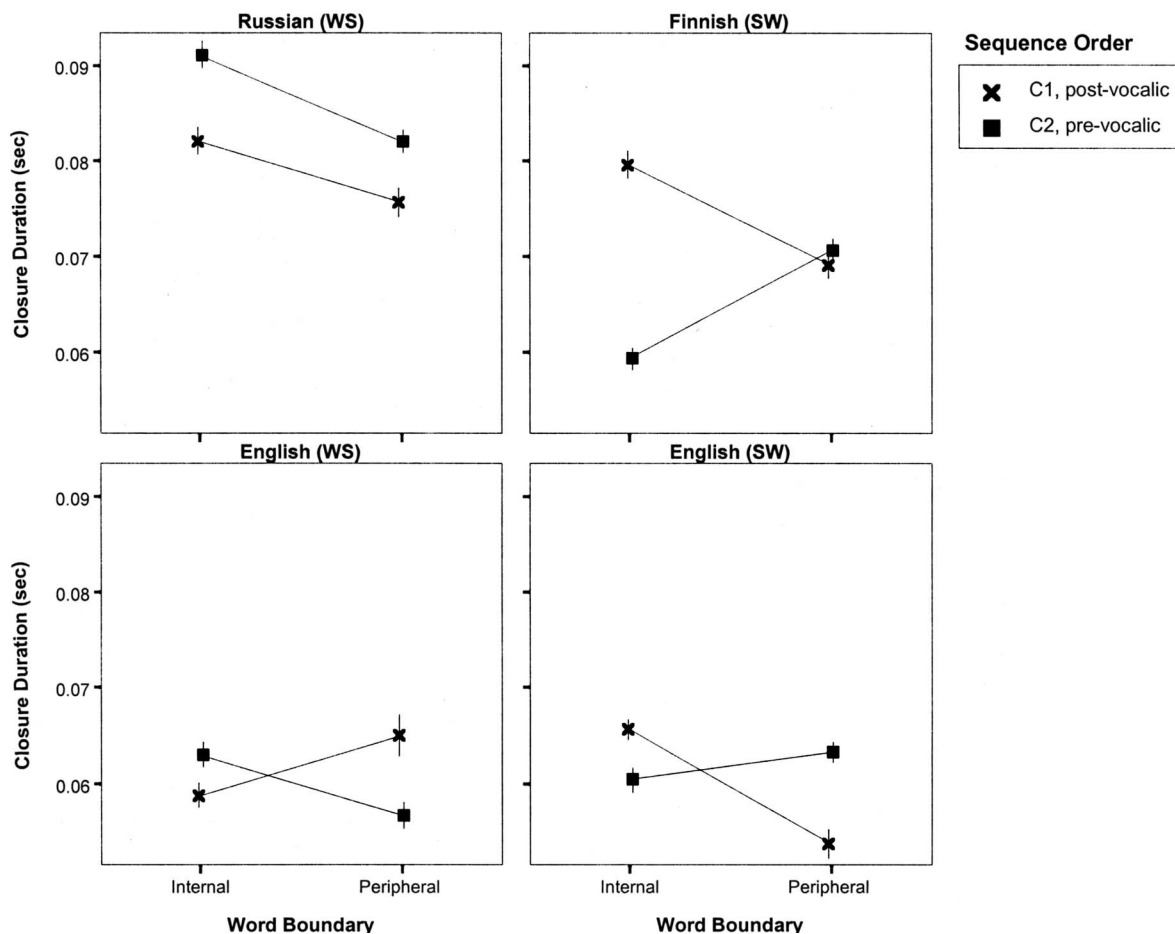 Russian (WS)
Finnish (SW)
Sequence Order
C1, post-vocalic
C2, pre-vocalic
Closure Duration (sec)
0.09
0.08
0.07
0.06
English (WS)
English (SW)
Closure Duration (sec)
0.09
0.08
0.07
0.06
Internal
Peripheral
Internal
Peripheral
Word Boundary
Word Boundary